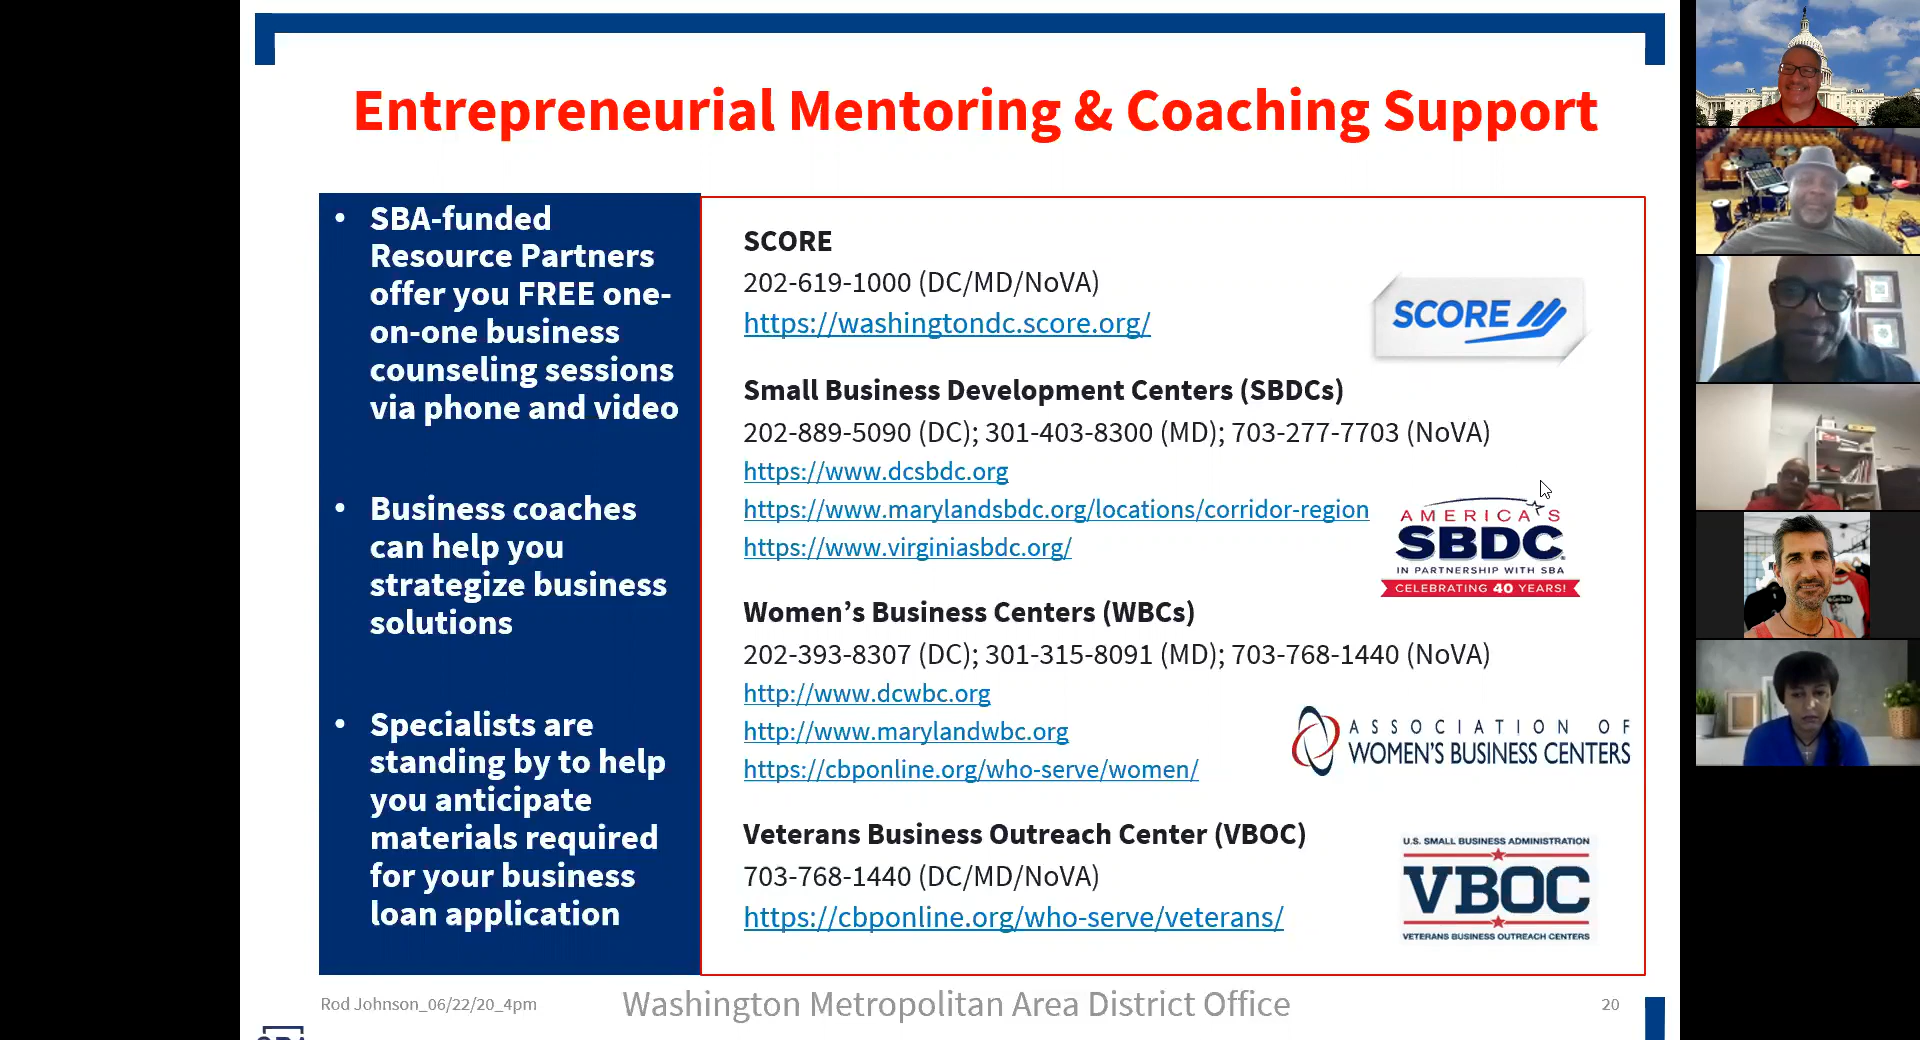 Entrepreneurial Mentoring & Coaching Support
• SBA-funded
Resource Partners
offer you FREE one-
on-one business
counseling sessions
via phone and video
• Business coaches
can help you
strategize business
solutions
• Specialists are
standing by to help
you anticipate
materials required
for your business
loan application
SCORE
202-619-1000 (DC/MD/NoVA)
https://washingtondc.score.org/
SCORE
Small Business Development Centers (SBDCs)
202-889-5090 (DC); 301-403-8300 (MD); 703-277-7703 (NoVA)
https://www.dcsbdc.org
https://www.marylandsbdc.org/locations/corridor-region
https://www.virginiasbdc.org/
AMERICA'S
SBDC
IN PARTNERSHIP WITH SBA
CELEBRATING 40 YEARS!
Women’s Business Centers (WBCs)
202-393-8307 (DC); 301-315-8091 (MD); 703-768-1440 (NoVA)
http://www.dcwbc.org
http://www.marylandwbc.org
https://cbponline.org/who-serve/women/
ASSOCIATION OF
WOMEN'S BUSINESS CENTERS
Veterans Business Outreach Center (VBOC)
703-768-1440 (DC/MD/NoVA)
https://cbponline.org/who-serve/veterans/
U.S. SMALL BUSINESS ADMINISTRATION
VBOC
VETERANS BUSINESS OUTREACH CENTERS
Rod Johnson_06/22/20_4pm
Washington Metropolitan Area District Office
20